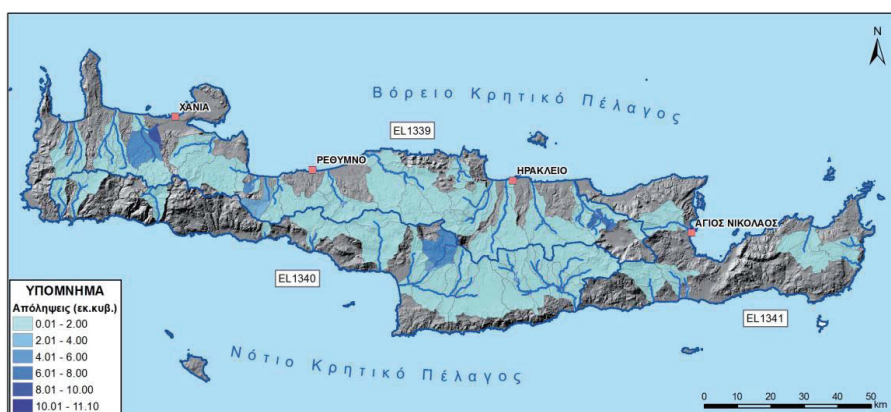 N
Βόρειο Κρητικό Πέλαγος
ΧΑΝΙΑ
EL1339
ΡΕΘΥΜΝΟ
ΗΡΑΚΛΕΙΟ
ΑΓΙΟΣ ΝΙΚΟΛΑΟΣ
EL1340
EL1341
Νότιο Κρητικό Πέλαγος
ΥΠΟΜΝΗΜΑ
Απόληψεις (εκ.κυβ.)
0.01 - 2.00
2.01 - 4.00
4.01 - 6.00
6.01 - 8.00
8.01 - 10.00
10.01 - 11.10
0 10 20 30 40 50
km